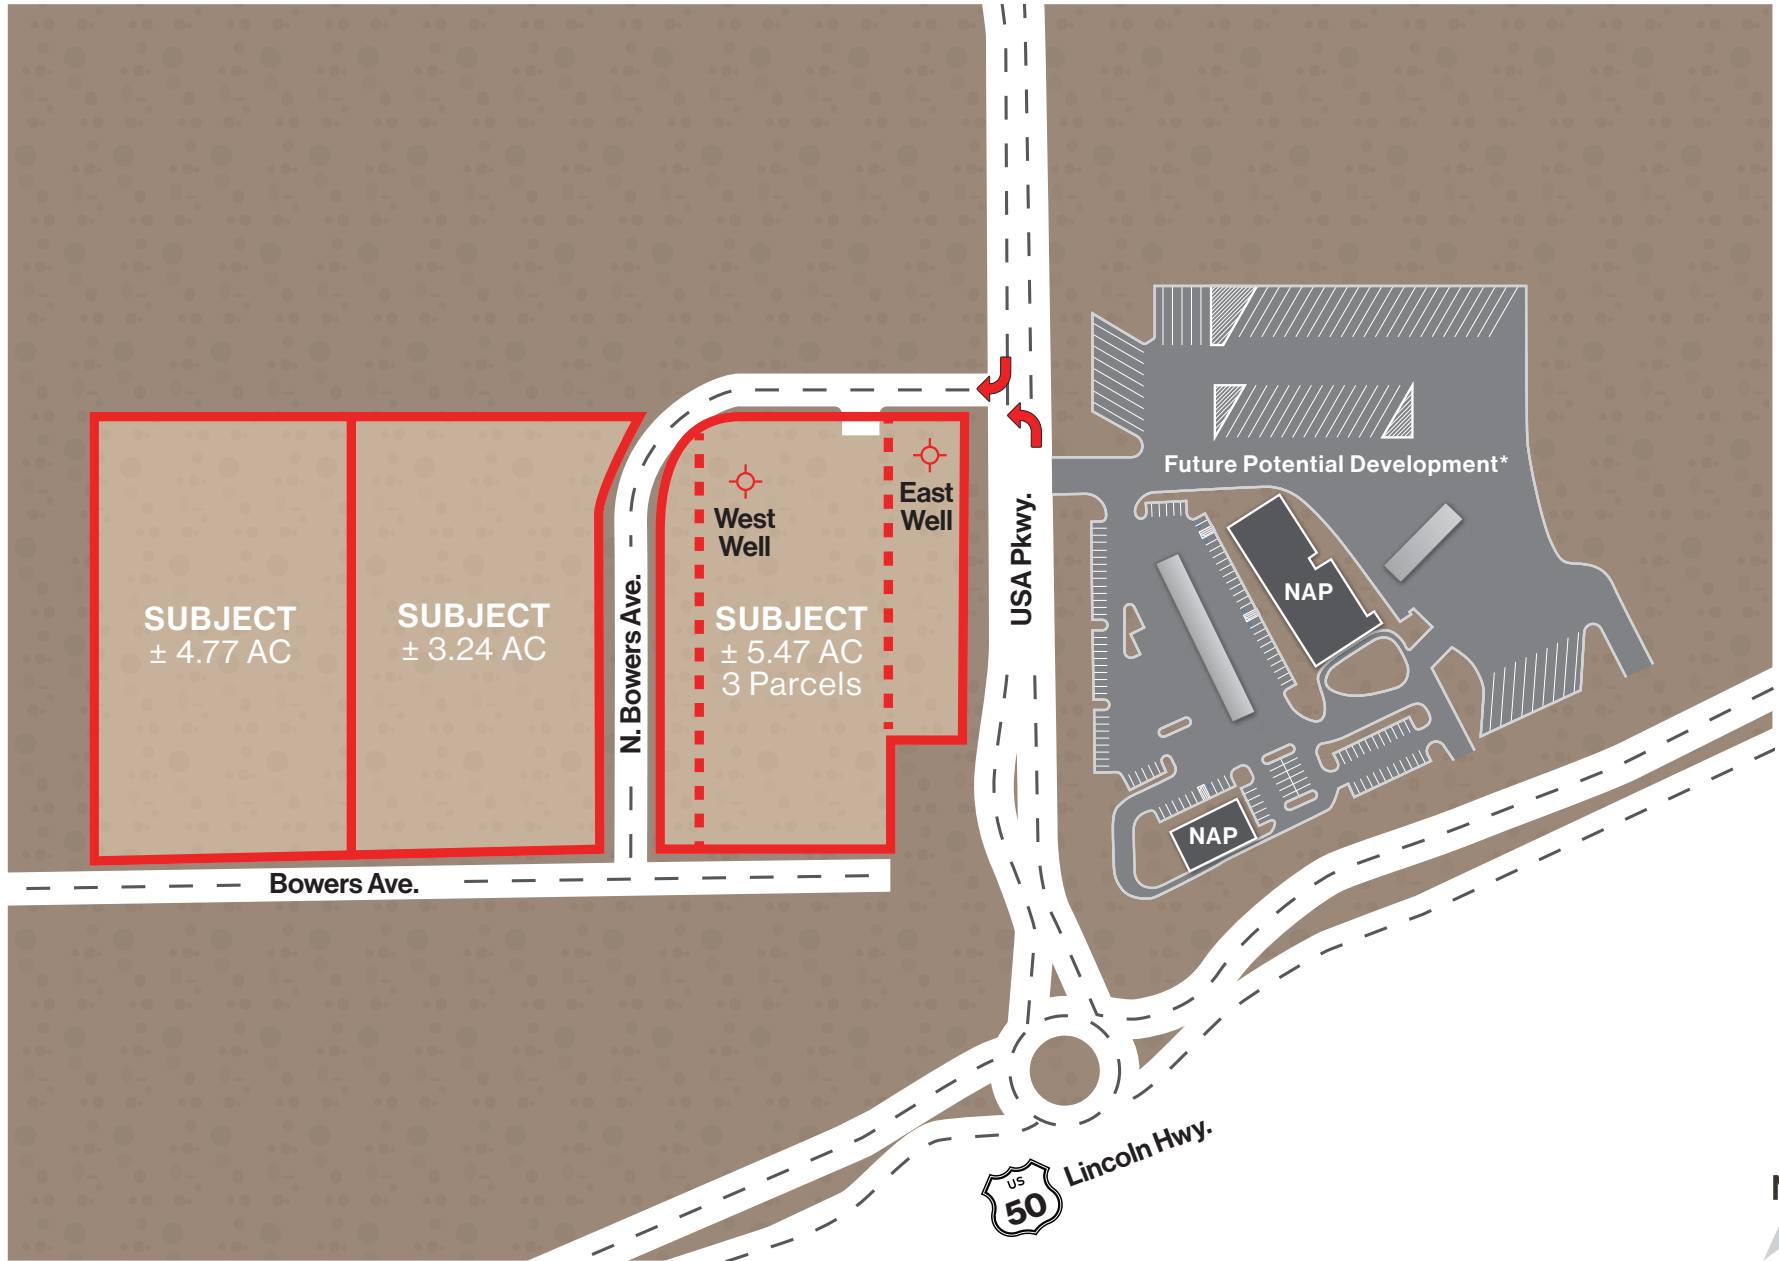 Future Potential Development*
East
Well
West
Well
USA Pkwy.
NAP
SUBJECT
± 4.77 AC
SUBJECT
± 3.24 AC
N. Bowers Ave.
SUBJECT
± 5.47 AC
3 Parcels
NAP
Bowers Ave.
Lincoln Hwy.
US
50